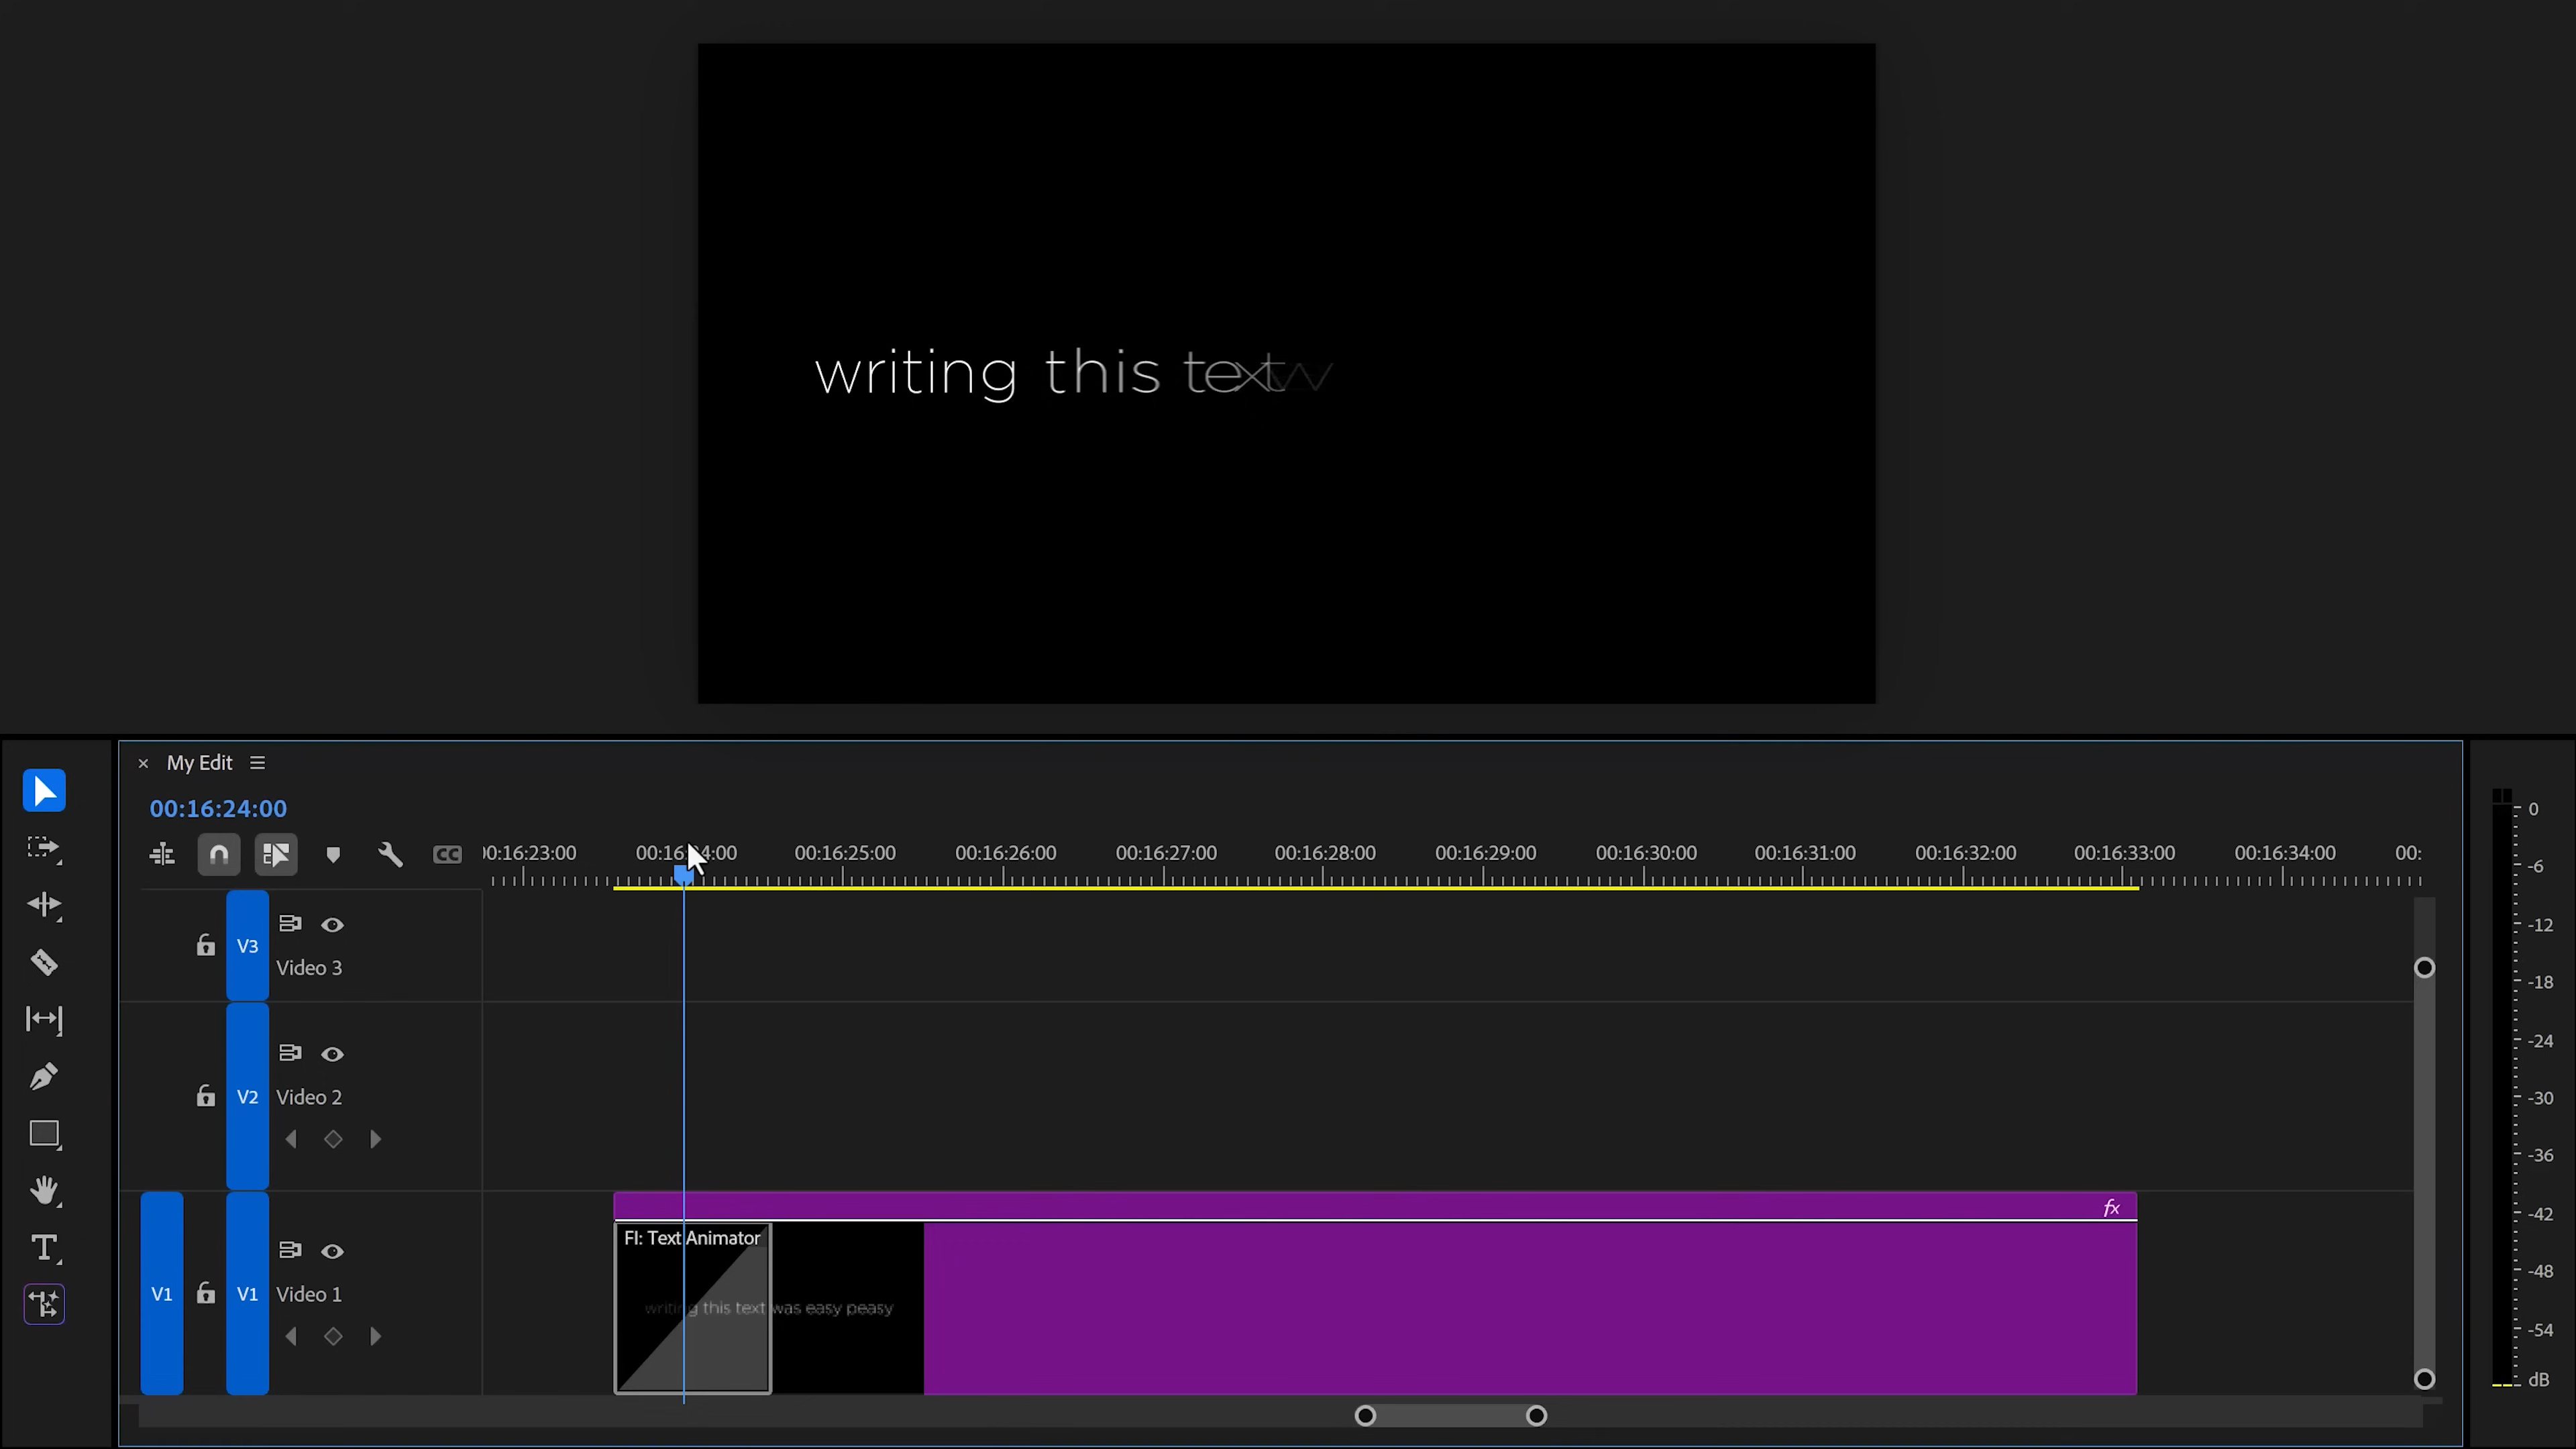 writing this text w
My Edit
00:16:24:00
00:16:23:00 00:16:24:00 00:16:25:00 00:16:26:00 00:16:27:00 00:16:28:00 00:16:29:00 00:16:30:00 00:16:31:00 00:16:32:00 00:16:33:00 00:16:34:00 00:
CC
V3 Video 3
V2 Video 2
V1 V1 Video 1
fx
FI: Text Animator
writing this text was easy peasy
T
0
-6
-12
-18
-24
-30
-36
-42
-48
-54
dB